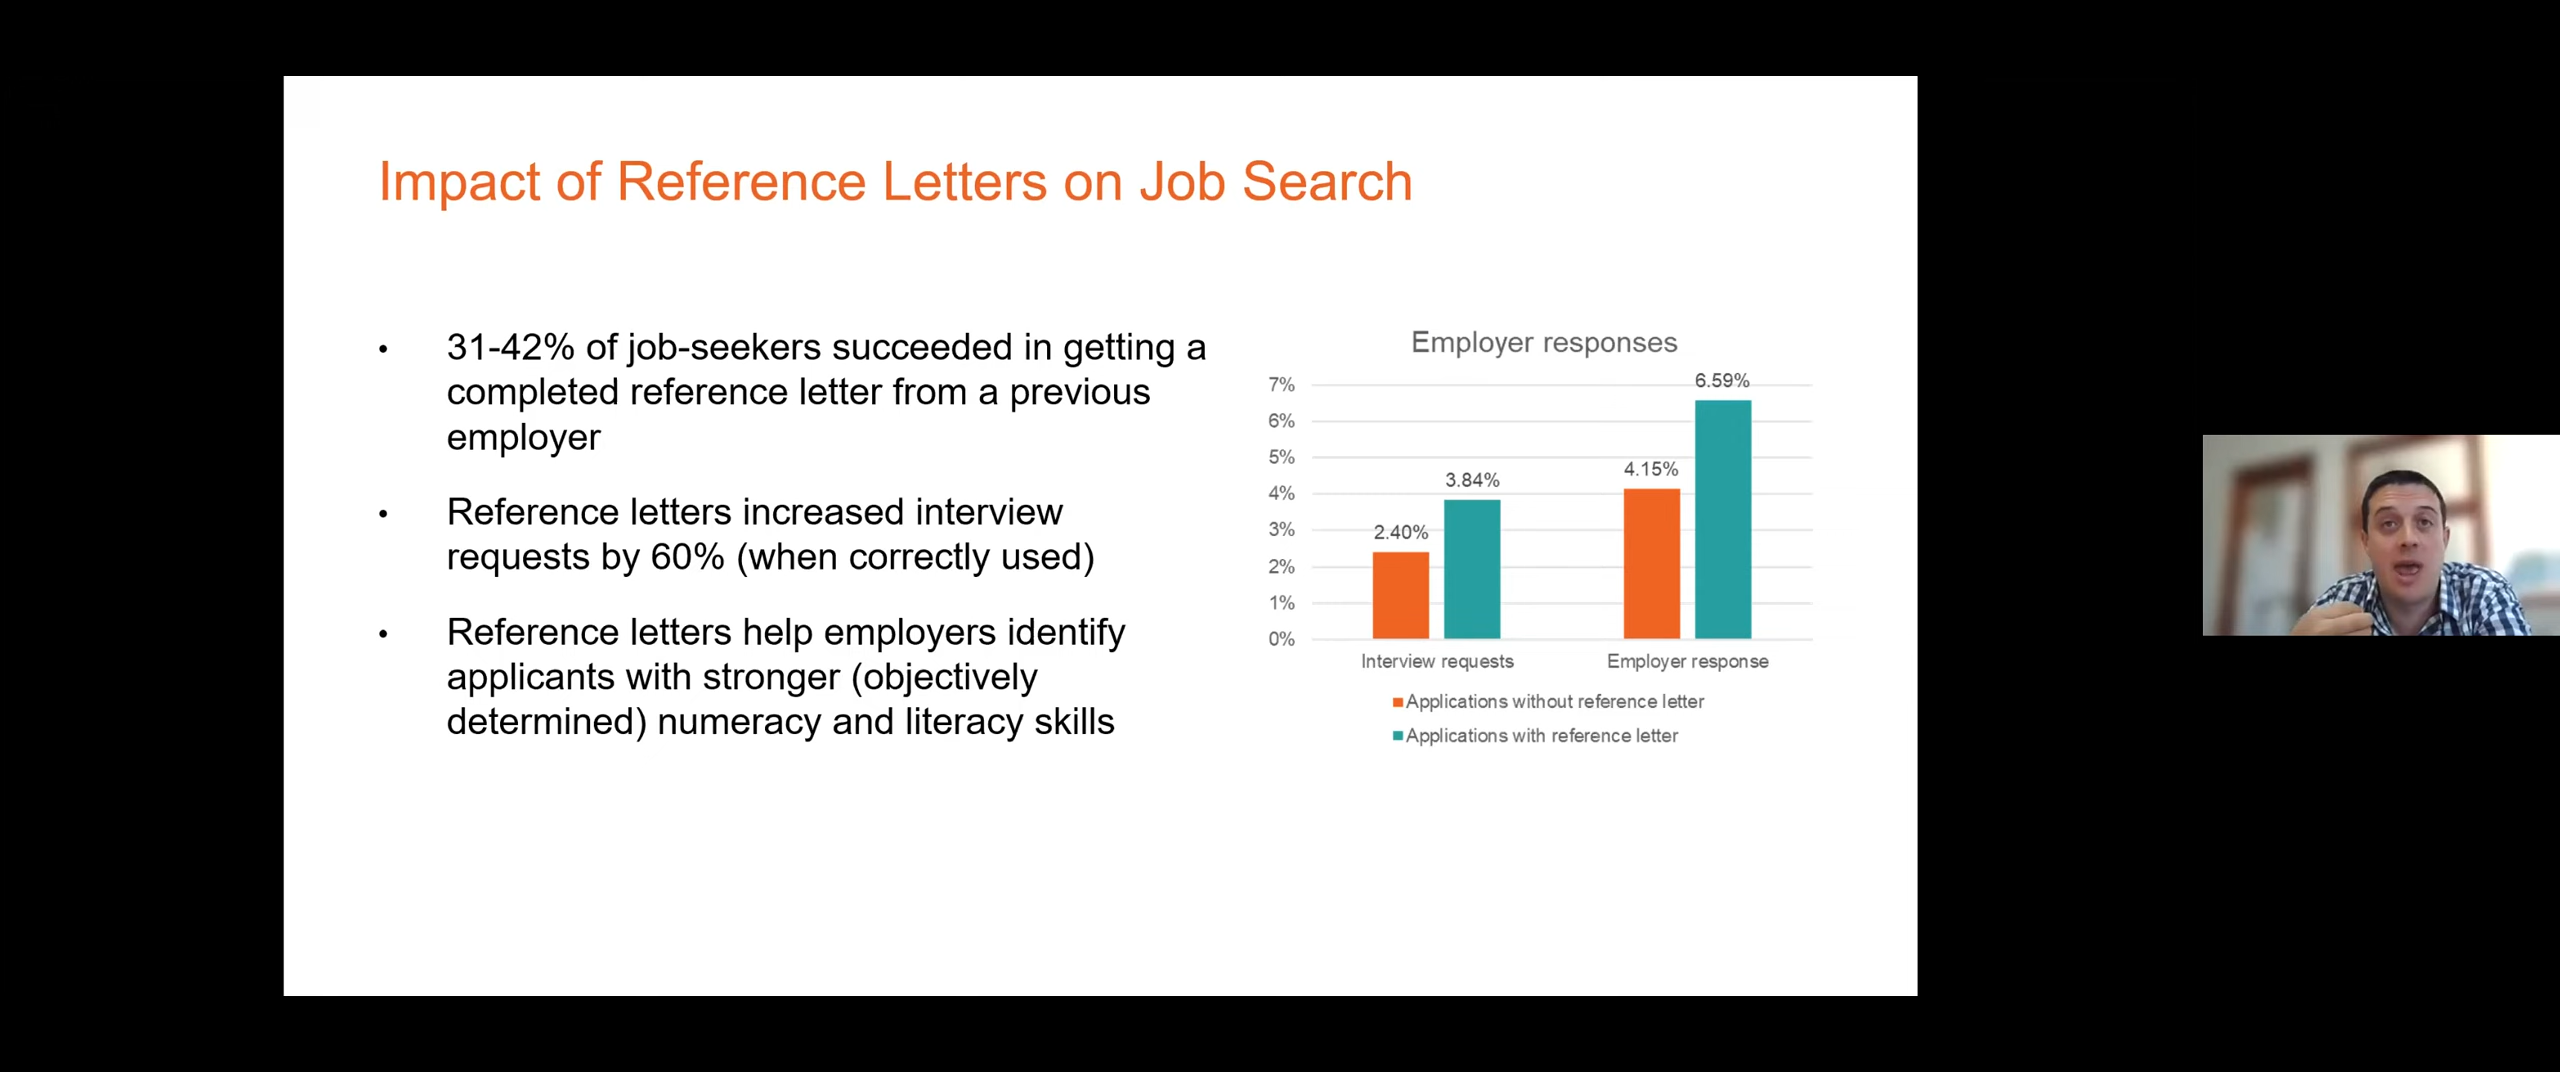 Impact of Reference Letters on Job Search
• 31-42% of job-seekers succeeded in getting a
completed reference letter from a previous
employer
• Reference letters increased interview
requests by 60% (when correctly used)
• Reference letters help employers identify
applicants with stronger (objectively
determined) numeracy and literacy skills
Employer responses
7%
6%
5%
4%
3%
2%
1%
0%
2.40%
3.84%
4.15%
6.59%
Interview requests
Employer response
Applications without reference letter
Applications with reference letter